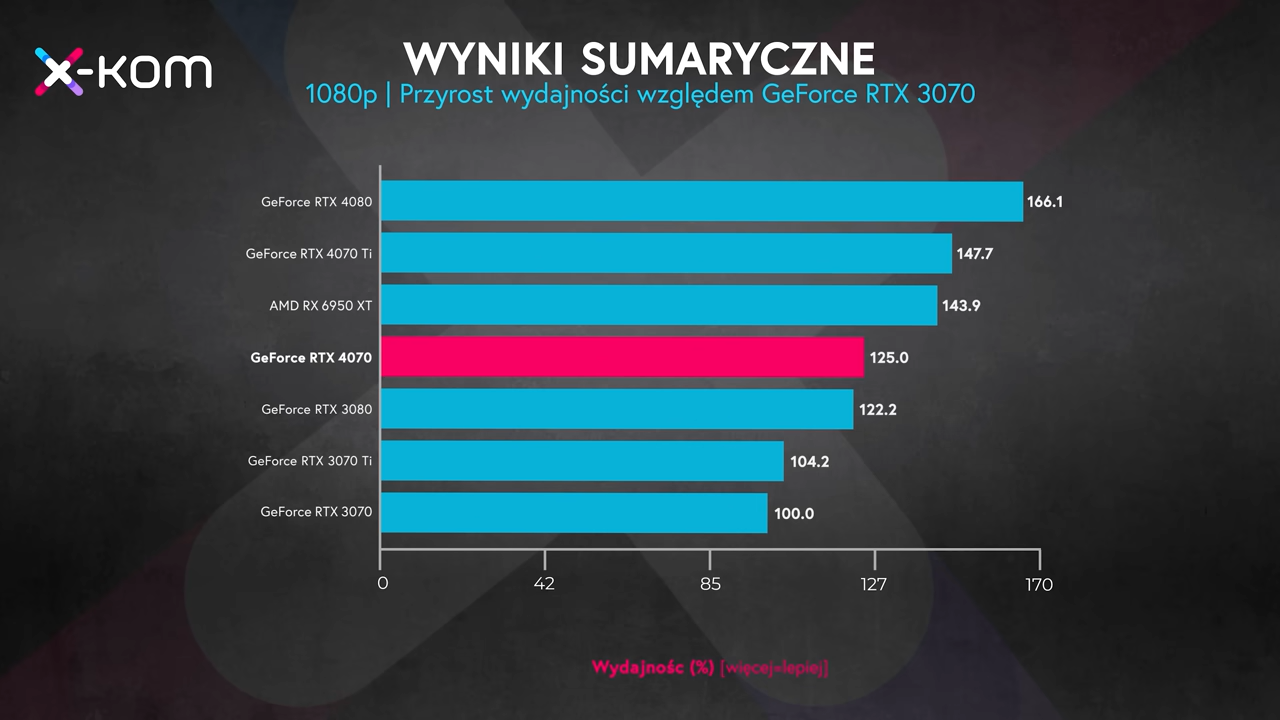 x-kom
WYNIKI SUMARYCZNE
1080p | Przyrost wydajności względem GeForce RTX 3070
GeForce RTX 4080 166.1
GeForce RTX 4070 Ti 147.7
AMD RX 6950 XT 143.9
GeForce RTX 4070 125.0
GeForce RTX 3080 122.2
GeForce RTX 3070 Ti 104.2
GeForce RTX 3070 100.0
0 42 85 127 170
Wydajność (%) [więcej=lepiej]